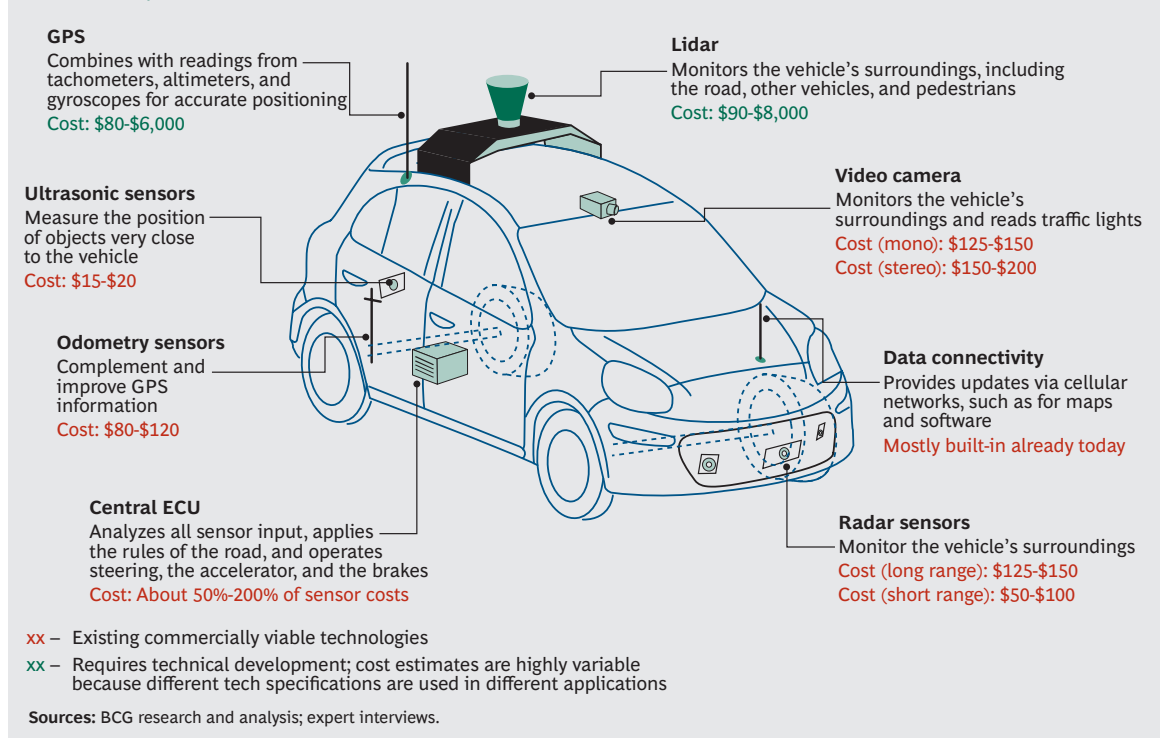 GPS
Combines with readings from
tachometers, altimeters, and
gyroscopes for accurate positioning
Cost: $80-$6,000
Lidar
Monitors the vehicle's surroundings, including
the road, other vehicles, and pedestrians
Cost: $90-$8,000
Ultrasonic sensors
Measure the position
of objects very close
to the vehicle
Cost: $15-$20
Video camera
Monitors the vehicle's
surroundings and reads traffic lights
Cost (mono): $125-$150
Cost (stereo): $150-$200
Odometry sensors
Complement and
improve GPS
information
Cost: $80-$120
Data connectivity
Provides updates via cellular
networks, such as for maps
and software
Mostly built-in already today
Central ECU
Analyzes all sensor input, applies
the rules of the road, and operates
steering, the accelerator, and the brakes
Cost: About 50%-200% of sensor costs
Radar sensors
Monitor the vehicle's surroundings
Cost (long range): $125-$150
Cost (short range): $50-$100
xx – Existing commercially viable technologies
xx – Requires technical development; cost estimates are highly variable
because different tech specifications are used in different applications
Sources: BCG research and analysis; expert interviews.